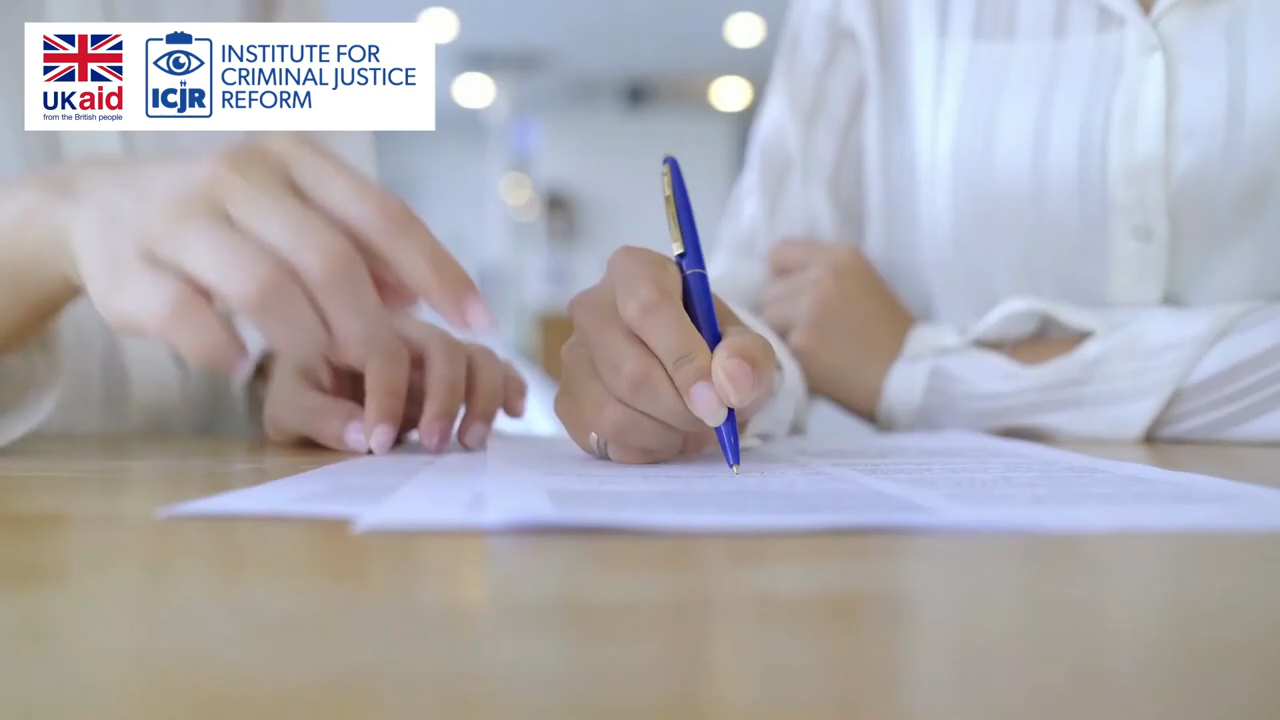 UKaid
from the British people
ICJR
INSTITUTE FOR
CRIMINAL JUSTICE
REFORM